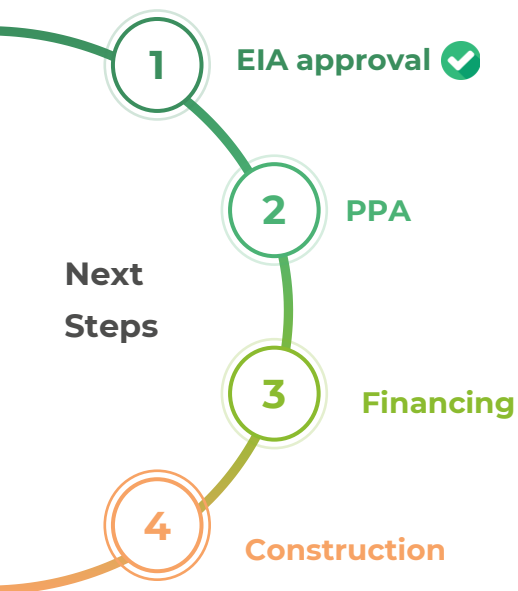 1
EIA approval
2
PPA
Next
Steps
3
Financing
4
Construction